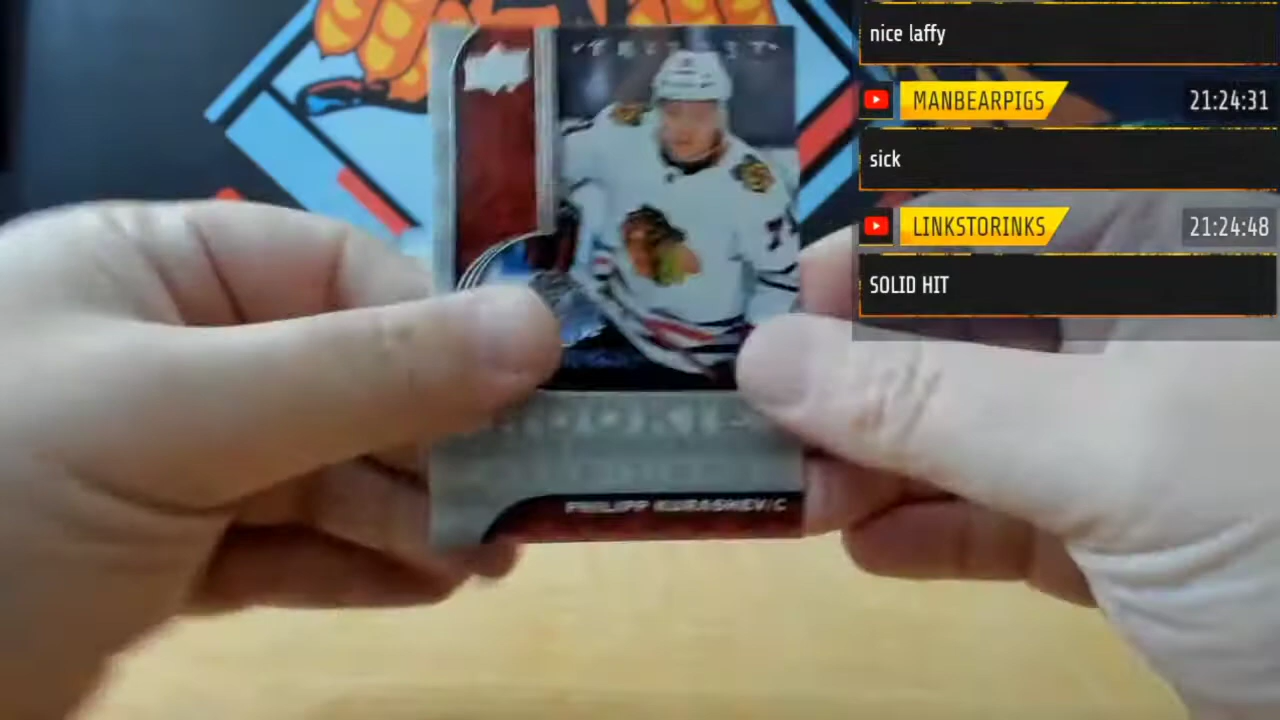 nice laffy
MANBEARPIGS
21:24:31
sick
LINKSTORINKS
21:24:48
SOLID HIT
PHILIPP KURASHEV/C